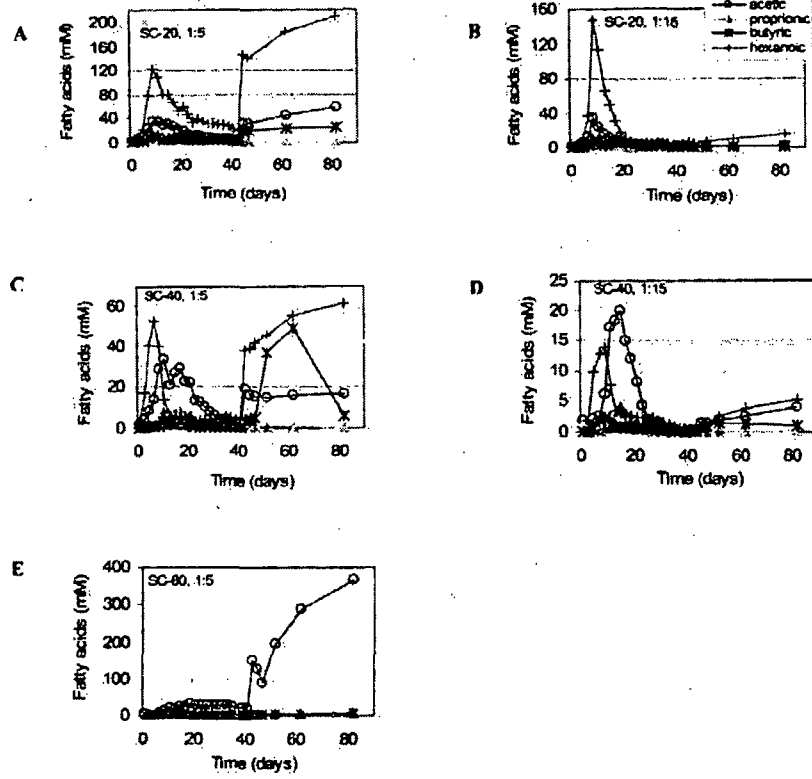 A
Fatty acids (mM)
200
160
120
80
40
0
SC-20, 1:5
0 20 40 60 80
Time (days)
B
Fatty acids (mM)
160
120
80
40
0
SC-20, 1:15
acetic
proprionic
butyric
hexanoic
0 20 40 60 80
Time (days)
C
Fatty acids (mM)
60
40
20
0
SC-40, 1:5
0 20 40 60 80
Time (days)
D
Fatty acids (mM)
25
20
15
10
5
0
SC-40, 1:15
0 20 40 60 80
Time (days)
E
Fatty acids (mM)
400
300
200
100
0
SC-60, 1:5
0 20 40 60 80
Time (days)